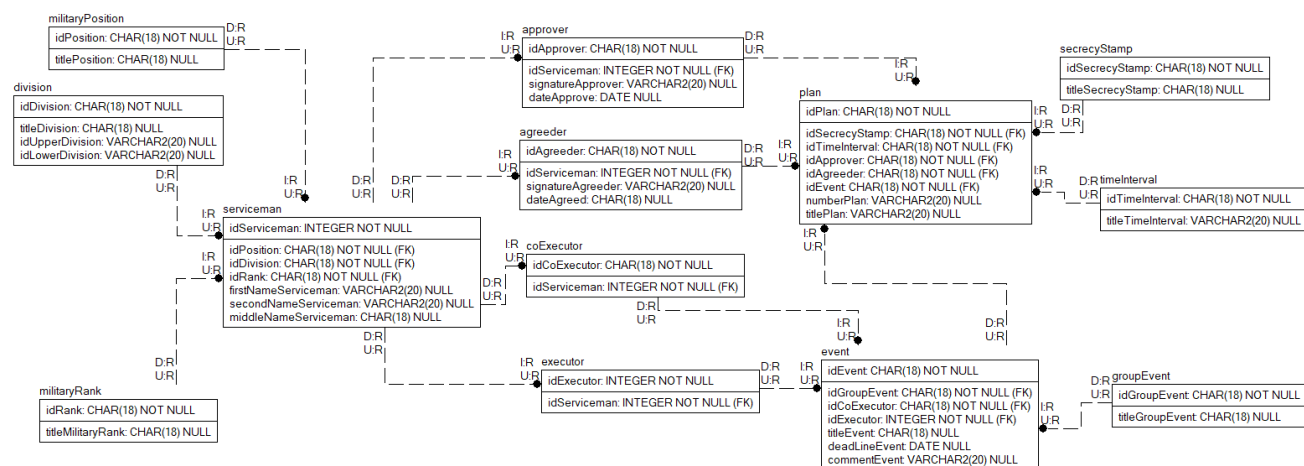 militaryPosition
idPosition: CHAR(18) NOT NULL
titlePosition: CHAR(18) NULL
D:R
U:R
division
idDivision: CHAR(18) NOT NULL
titleDivision: CHAR(18) NULL
idUpperDivision: VARCHAR2(20) NULL
idLowerDivision: VARCHAR2(20) NULL
D:R
U:R
I:R
U:R
I:R
U:R
serviceman
idServiceman: INTEGER NOT NULL
idPosition: CHAR(18) NOT NULL (FK)
idDivision: CHAR(18) NOT NULL (FK)
idRank: CHAR(18) NOT NULL (FK)
firstNameServiceman: VARCHAR2(20) NULL
secondNameServiceman: VARCHAR2(20) NULL
middleNameServiceman: CHAR(18) NULL
I:R
U:R
D:R
U:R
militaryRank
idRank: CHAR(18) NOT NULL
titleMilitaryRank: CHAR(18) NULL
D:R
U:R
D:R
U:R
D:R
U:R
D:R
U:R
approver
idApprover: CHAR(18) NOT NULL
idServiceman: INTEGER NOT NULL (FK)
signatureApprover: VARCHAR2(20) NULL
dateApprove: DATE NULL
I:R
U:R
D:R
U:R
agreeder
idAgreeder: CHAR(18) NOT NULL
idServiceman: INTEGER NOT NULL (FK)
signatureAgreeder: VARCHAR2(20) NULL
dateAgreed: CHAR(18) NULL
I:R
U:R
D:R
U:R
coExecutor
idCoExecutor: CHAR(18) NOT NULL
idServiceman: INTEGER NOT NULL (FK)
I:R
U:R
D:R
U:R
executor
idExecutor: INTEGER NOT NULL
idServiceman: INTEGER NOT NULL (FK)
I:R
U:R
D:R
U:R
I:R
U:R
I:R
U:R
plan
idPlan: CHAR(18) NOT NULL
idSecrecyStamp: CHAR(18) NOT NULL (FK)
idTimeInterval: CHAR(18) NOT NULL (FK)
idApprover: CHAR(18) NOT NULL (FK)
idAgreeder: CHAR(18) NOT NULL (FK)
idEvent: CHAR(18) NOT NULL (FK)
numberPlan: VARCHAR2(20) NULL
titlePlan: VARCHAR2(20) NULL
I:R
U:R
I:R
U:R
I:R
U:R
secrecyStamp
idSecrecyStamp: CHAR(18) NOT NULL
titleSecrecyStamp: CHAR(18) NULL
D:R
U:R
timeInterval
idTimeInterval: CHAR(18) NOT NULL
titleTimeInterval: VARCHAR2(20) NULL
D:R
U:R
D:R
U:R
I:R
U:R
I:R
U:R
event
idEvent: CHAR(18) NOT NULL
idGroupEvent: CHAR(18) NOT NULL (FK)
idCoExecutor: CHAR(18) NOT NULL (FK)
idExecutor: INTEGER NOT NULL (FK)
titleEvent: CHAR(18) NULL
deadLineEvent: DATE NULL
commentEvent: VARCHAR2(20) NULL
I:R
U:R
D:R
U:R
groupEvent
idGroupEvent: CHAR(18) NOT NULL
titleGroupEvent: CHAR(18) NULL